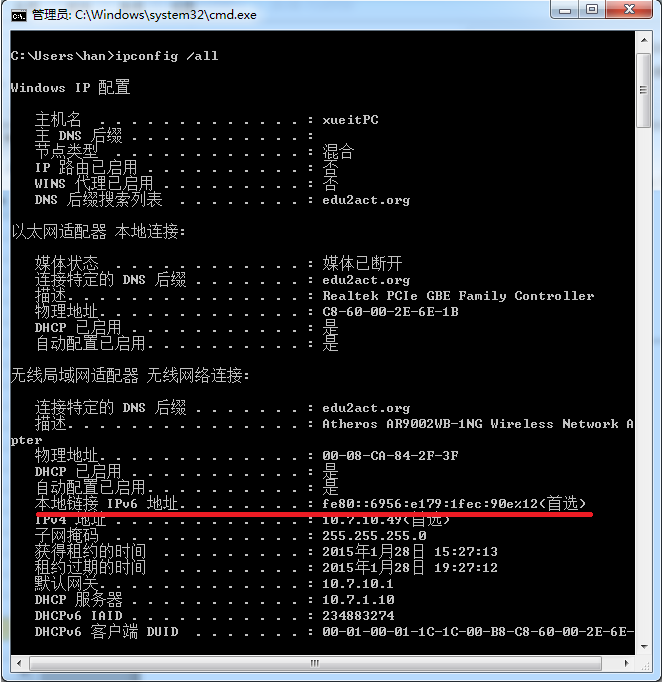 管理员: C:\Windows\system32\cmd.exe
C:\Users\han>ipconfig /all
Windows IP 配置
主机名 . . . . . . . . . . . . . : xueitPC
主 DNS 后缀 . . . . . . . . . . . :
节点类型 . . . . . . . . . . . . : 混合
IP 路由已启用 . . . . . . . . . . : 否
WINS 代理已启用 . . . . . . . . . : 否
DNS 后缀搜索列表 . . . . . . . . : edu2act.org
以太网适配器 本地连接:
媒体状态 . . . . . . . . . . . . : 媒体已断开
连接特定的 DNS 后缀 . . . . . . . : edu2act.org
描述. . . . . . . . . . . . . . . : Realtek PCIe GBE Family Controller
物理地址. . . . . . . . . . . . . : C8-60-00-2E-6E-1B
DHCP 已启用 . . . . . . . . . . . : 是
自动配置已启用. . . . . . . . . . : 是
无线局域网适配器 无线网络连接:
连接特定的 DNS 后缀 . . . . . . . : edu2act.org
描述. . . . . . . . . . . . . . . : Atheros AR9002WB-1NG Wireless Network A
pter
物理地址. . . . . . . . . . . . . : 00-08-CA-84-2F-3F
DHCP 已启用 . . . . . . . . . . . : 是
自动配置已启用. . . . . . . . . . : 是
本地链接 IPv6 地址. . . . . . . . : fe80::6956:e179:1fec:90e%12(首选)
IPv4 地址 . . . . . . . . . . . . : 10.7.10.49(首选)
子网掩码 . . . . . . . . . . . . : 255.255.255.0
获得租约的时间 . . . . . . . . . : 2015年1月28日 15:27:13
租约过期的时间 . . . . . . . . . : 2015年1月28日 19:27:12
默认网关. . . . . . . . . . . . . : 10.7.10.1
DHCP 服务器 . . . . . . . . . . . : 10.7.1.10
DHCPv6 IAID . . . . . . . . . . . : 234883274
DHCPv6 客户端 DUID . . . . . . . : 00-01-00-01-1C-1C-00-B8-C8-60-00-2E-6E-